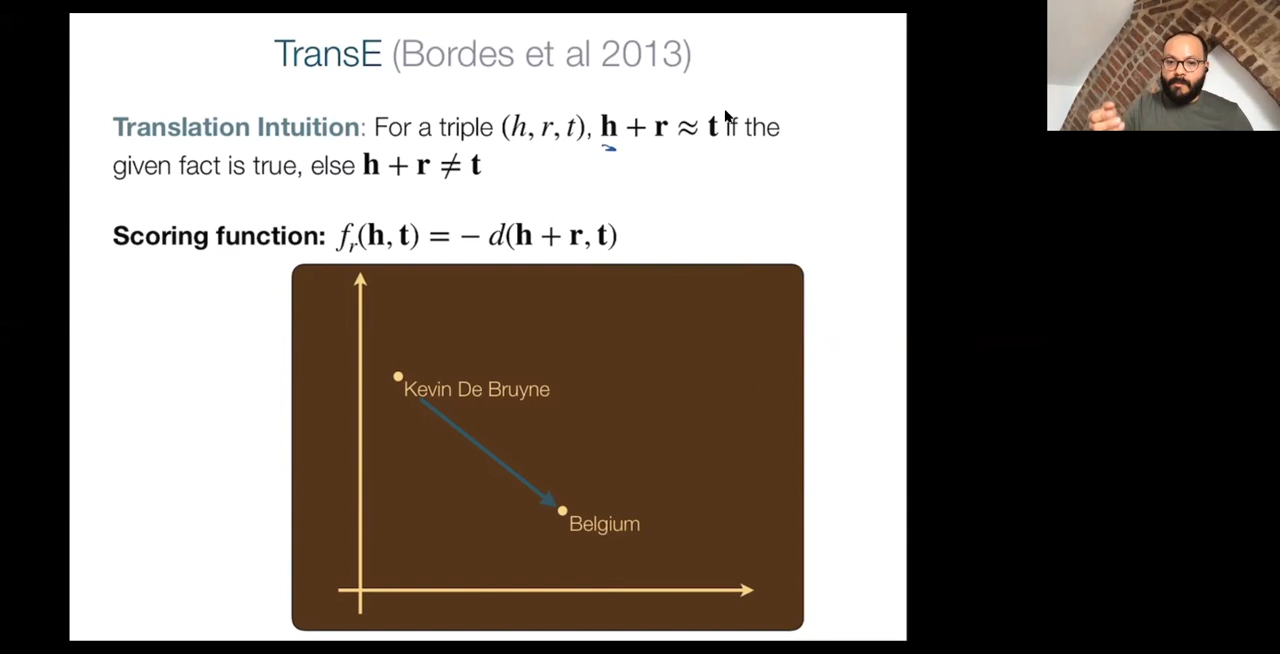 TransE (Bordes et al 2013)
Translation Intuition: For a triple (h, r, t), h + r ≈ t if the
given fact is true, else h + r ≠ t
Scoring function: fᵣ(h, t) = − d(h + r, t)
Kevin De Bruyne
Belgium